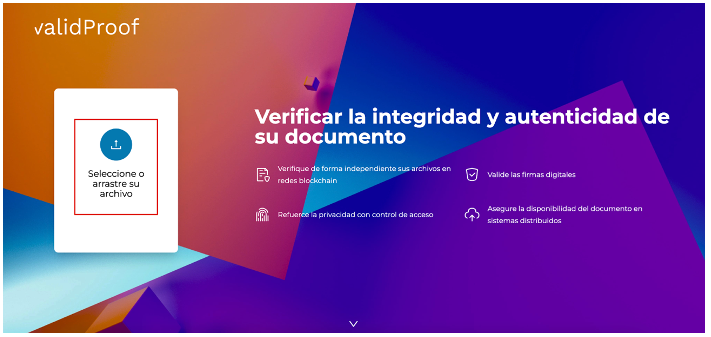 validProof
Seleccione o
arrastre su
archivo
Verificar la integridad y autenticidad de
su documento
Verifique de forma independiente sus archivos en
redes blockchain
Valide las firmas digitales
Refuerce la privacidad con control de acceso
Asegure la disponibilidad del documento en
sistemas distribuidos